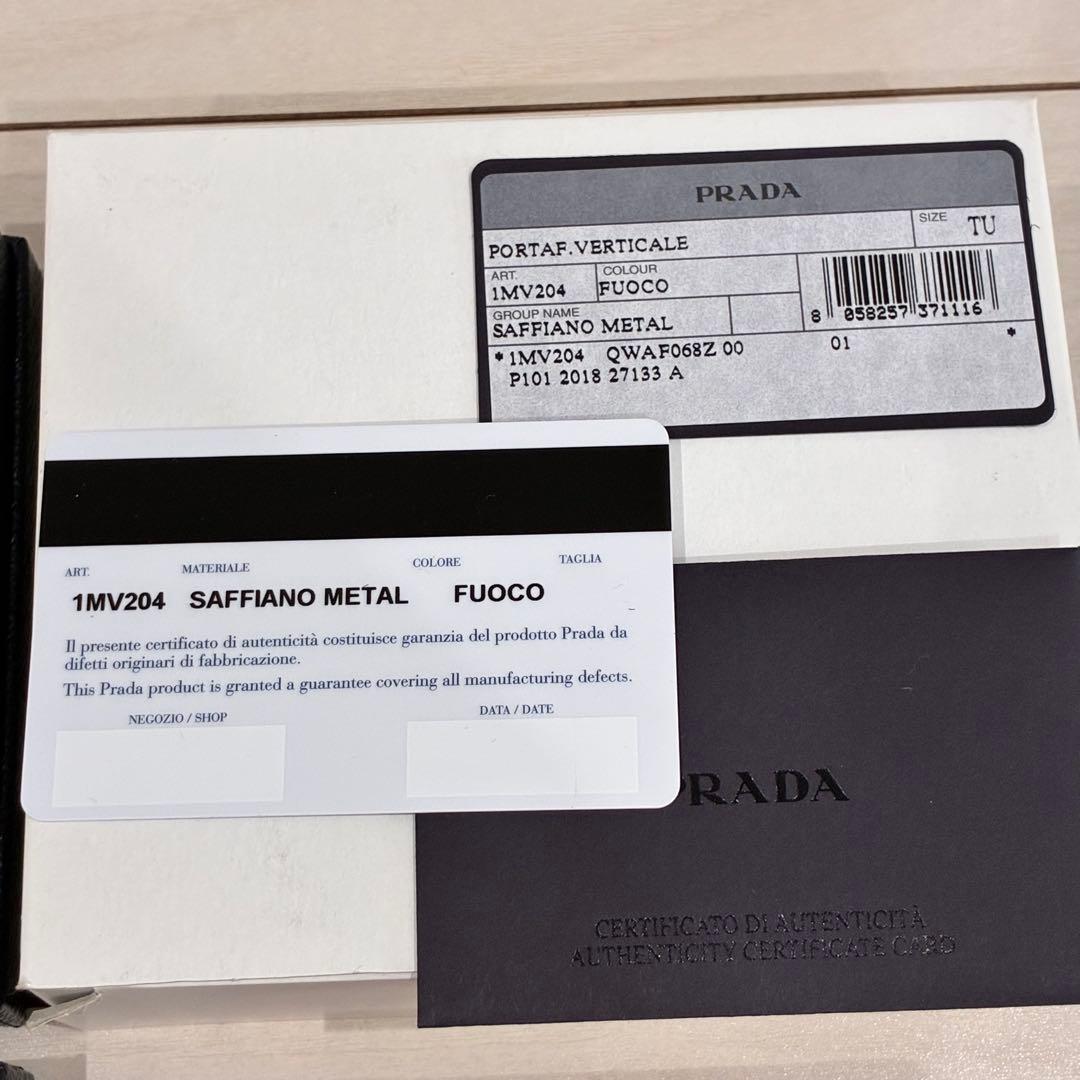 PRADA
PORTAF.VERTICALE
SIZE TU
ART. COLOUR
1MV204 FUOCO
GROUP NAME
SAFFIANO METAL
8 058257 371116
*1MV204 QWAF068Z 00 01 *
P101 2018 27133 A
ART. MATERIALE COLORE TAGLIA
1MV204 SAFFIANO METAL FUOCO
Il presente certificato di autenticità costituisce garanzia del prodotto Prada da
difetti originari di fabbricazione.
This Prada product is granted a guarantee covering all manufacturing defects.
NEGOZIO / SHOP DATA / DATE
PRADA
CERTIFICATO DI AUTENTICITÀ
AUTHENTICITY CERTIFICATE CARD